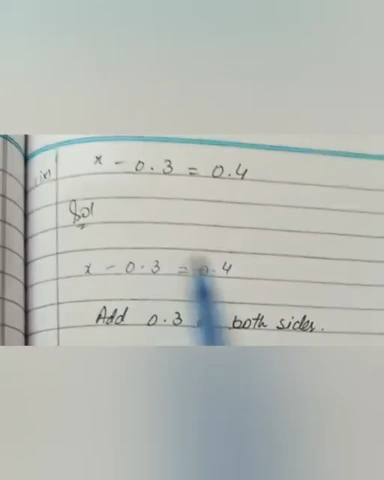 x - 0.3 = 0.4
Sol
x - 0.3 = 0.4
Add 0.3 both sides.